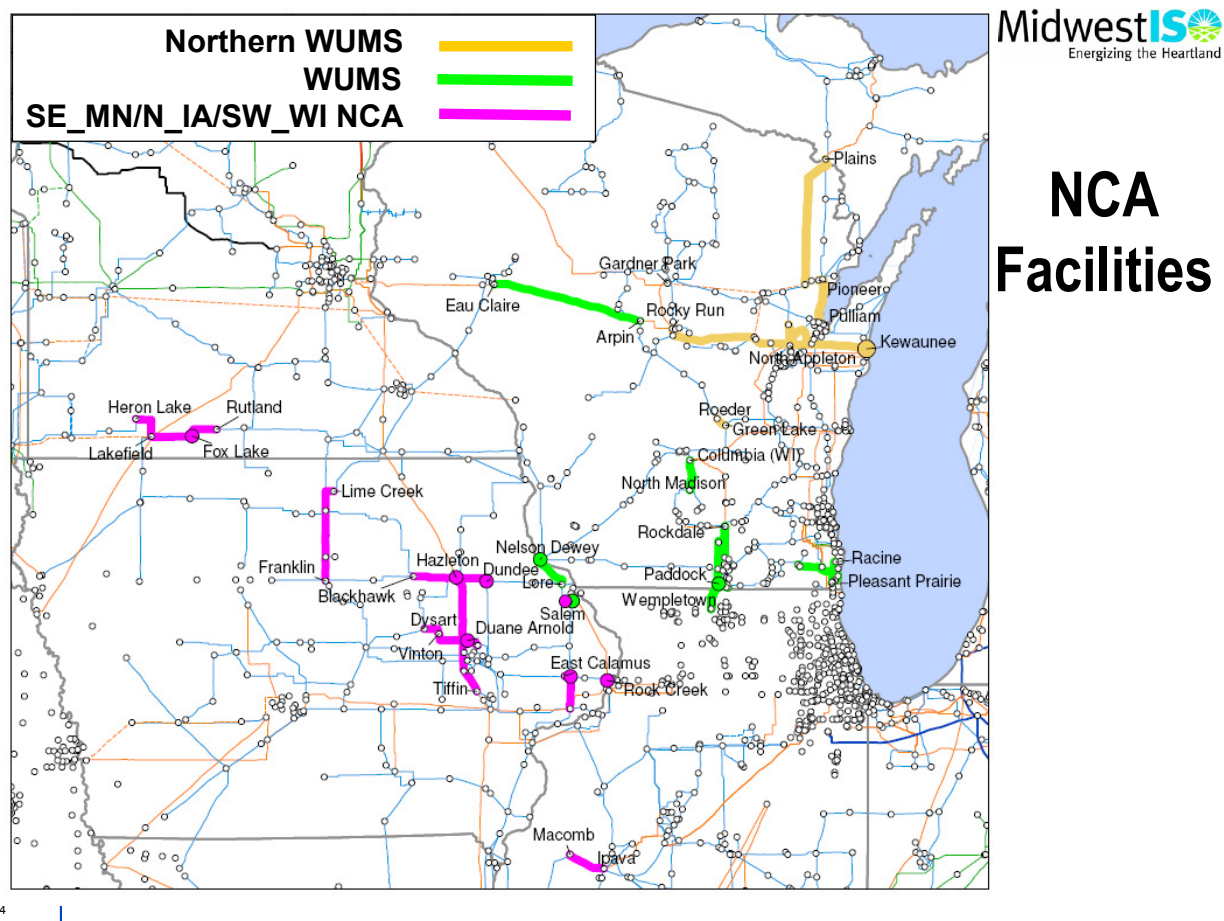 Northern WUMS
WUMS
SE_MN/N_IA/SW_WI NCA
MidwestISO
Energizing the Heartland
NCA
Facilities
Plains
Gardner Park
Pioneer
Eau Claire
Rocky Run
Pulliam
Arpin
Kewaunee
North Appleton
Heron Lake
Rutland
Roeder
Green Lake
Lakefield
Fox Lake
Columbia (WI)
North Madison
Lime Creek
Rockdale
Nelson Dewey
Racine
Hazleton
Dundee
Franklin
Lore
Paddock
Pleasant Prairie
Blackhawk
Wempletown
Salem
Dysart
Duane Arnold
Vinton
East Calamus
Tiffin
Rock Creek
Macomb
Ipava
4